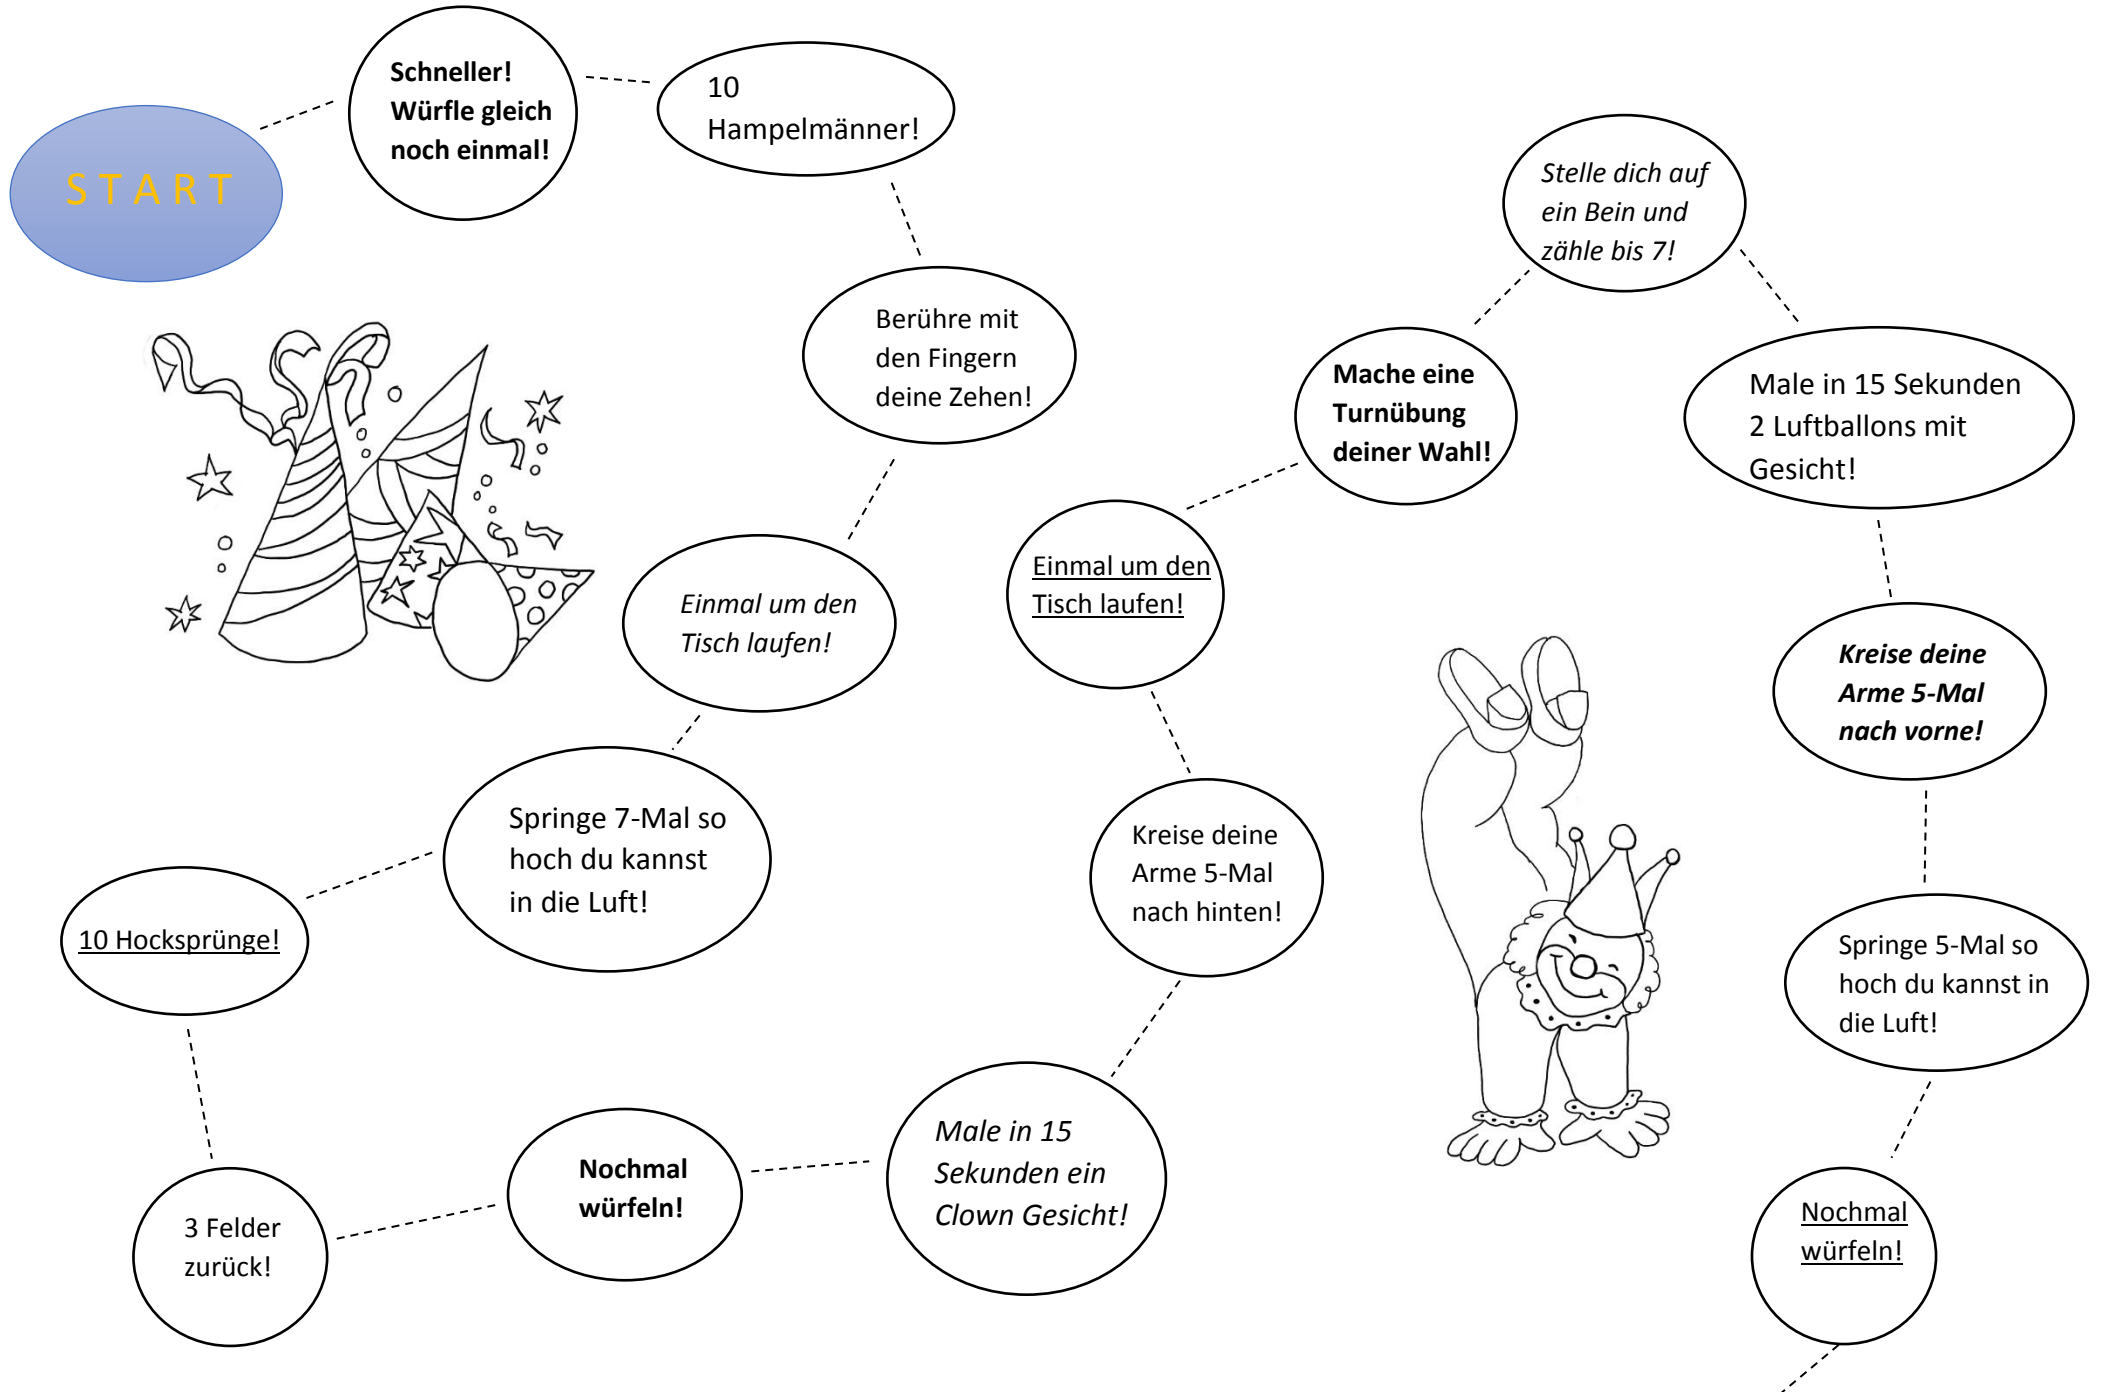 S T A R T
Schneller!
Würfle gleich
noch einmal!
10
Hampelmänner!
Berühre mit
den Fingern
deine Zehen!
Einmal um den
Tisch laufen!
Springe 7-Mal so
hoch du kannst
in die Luft!
10 Hocksprünge!
3 Felder
zurück!
Nochmal
würfeln!
Male in 15
Sekunden ein
Clown Gesicht!
Kreise deine
Arme 5-Mal
nach hinten!
Einmal um den
Tisch laufen!
Mache eine
Turnübung
deiner Wahl!
Stelle dich auf
ein Bein und
zähle bis 7!
Male in 15 Sekunden
2 Luftballons mit
Gesicht!
Kreise deine
Arme 5-Mal
nach vorne!
Springe 5-Mal so
hoch du kannst in
die Luft!
Nochmal
würfeln!